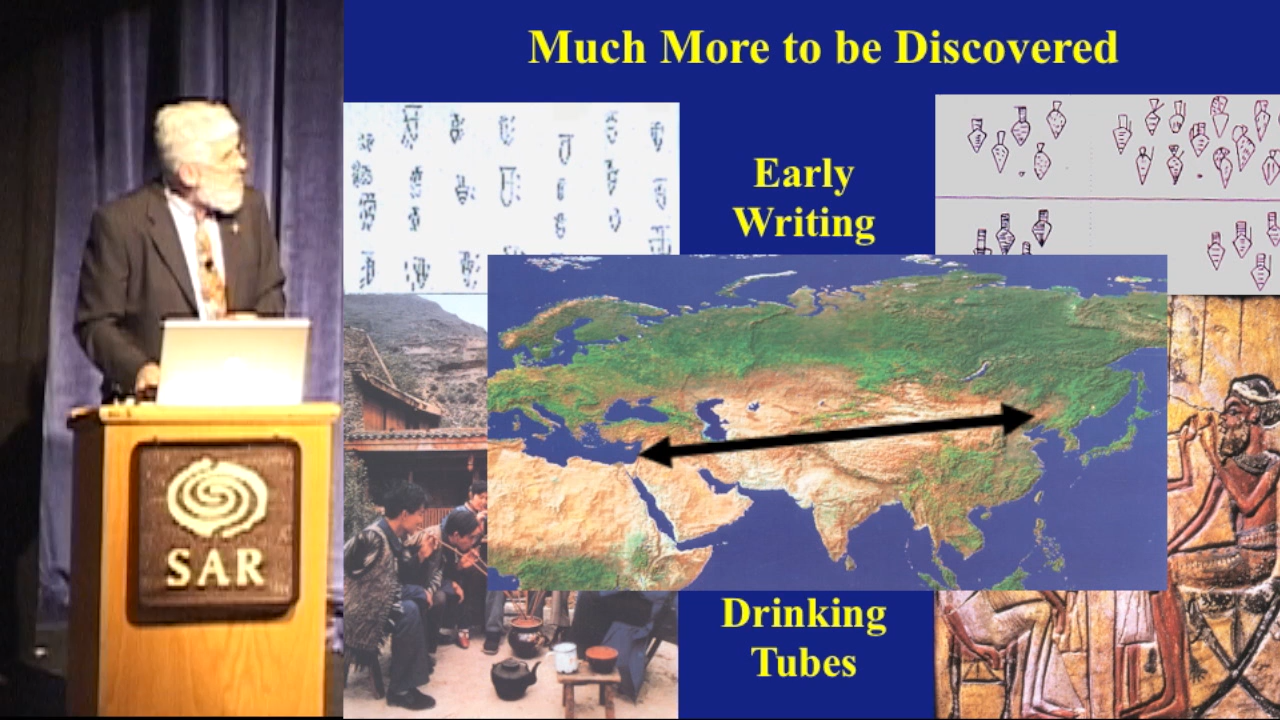 Much More to be Discovered
Early
Writing
Drinking
Tubes
SAR